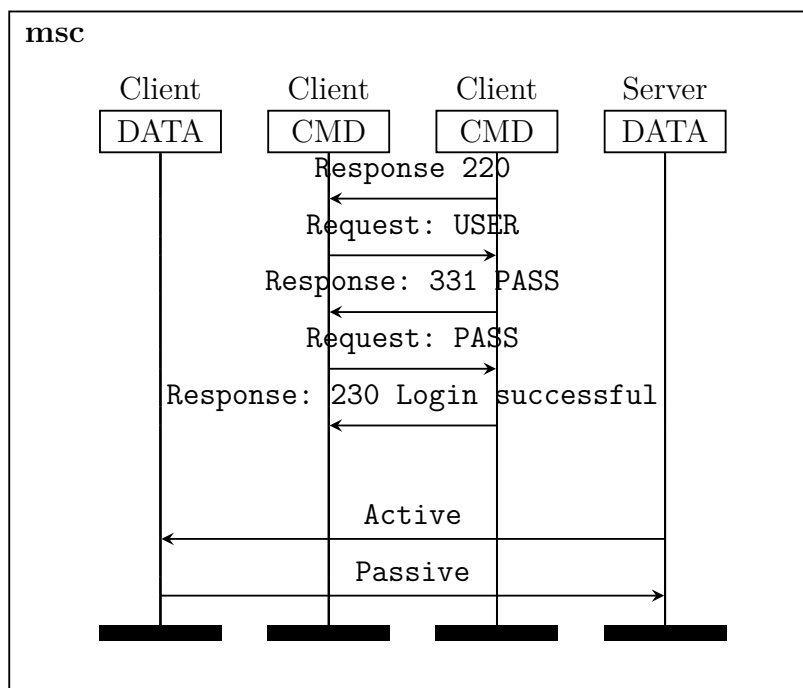 msc
Client Client Client Server
DATA CMD CMD DATA
Response 220
Request: USER
Response: 331 PASS
Request: PASS
Response: 230 Login successful
Active
Passive